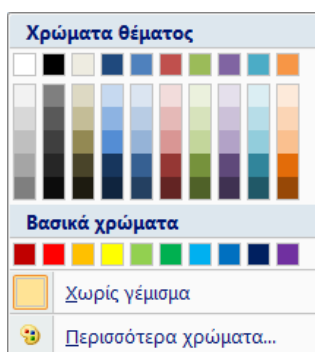 Χρώματα θέματος
Βασικά χρώματα
Χωρίς γέμισμα
Περισσότερα χρώματα...